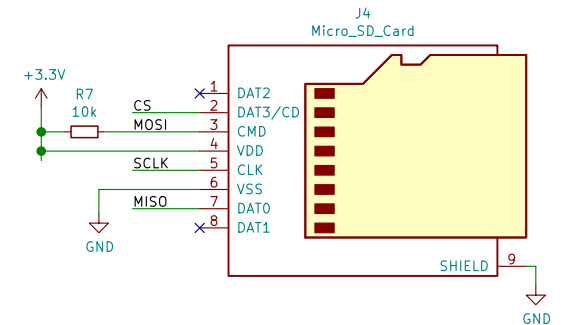 J4
Micro_SD_Card
+3.3V
R7
10k
1 DAT2
CS 2 DAT3/CD
MOSI 3 CMD
4 VDD
SCLK 5 CLK
6 VSS
MISO 7 DAT0
8 DAT1
GND
SHIELD 9
GND